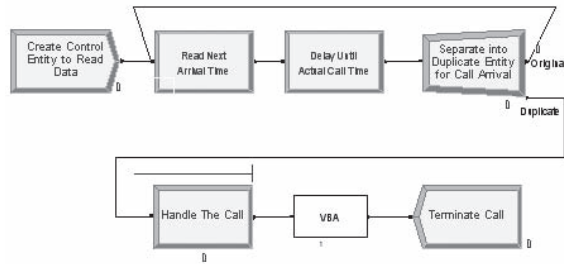 Create Control
Entity to Read
Data
Read Next
Arrival Time
Delay Until
Actual Call Time
Separate into
Duplicate Entity
for Call Arrival
0
Origina
0
0
Duplicate
Handle The Call
0
VBA
1
Terminate Call
0